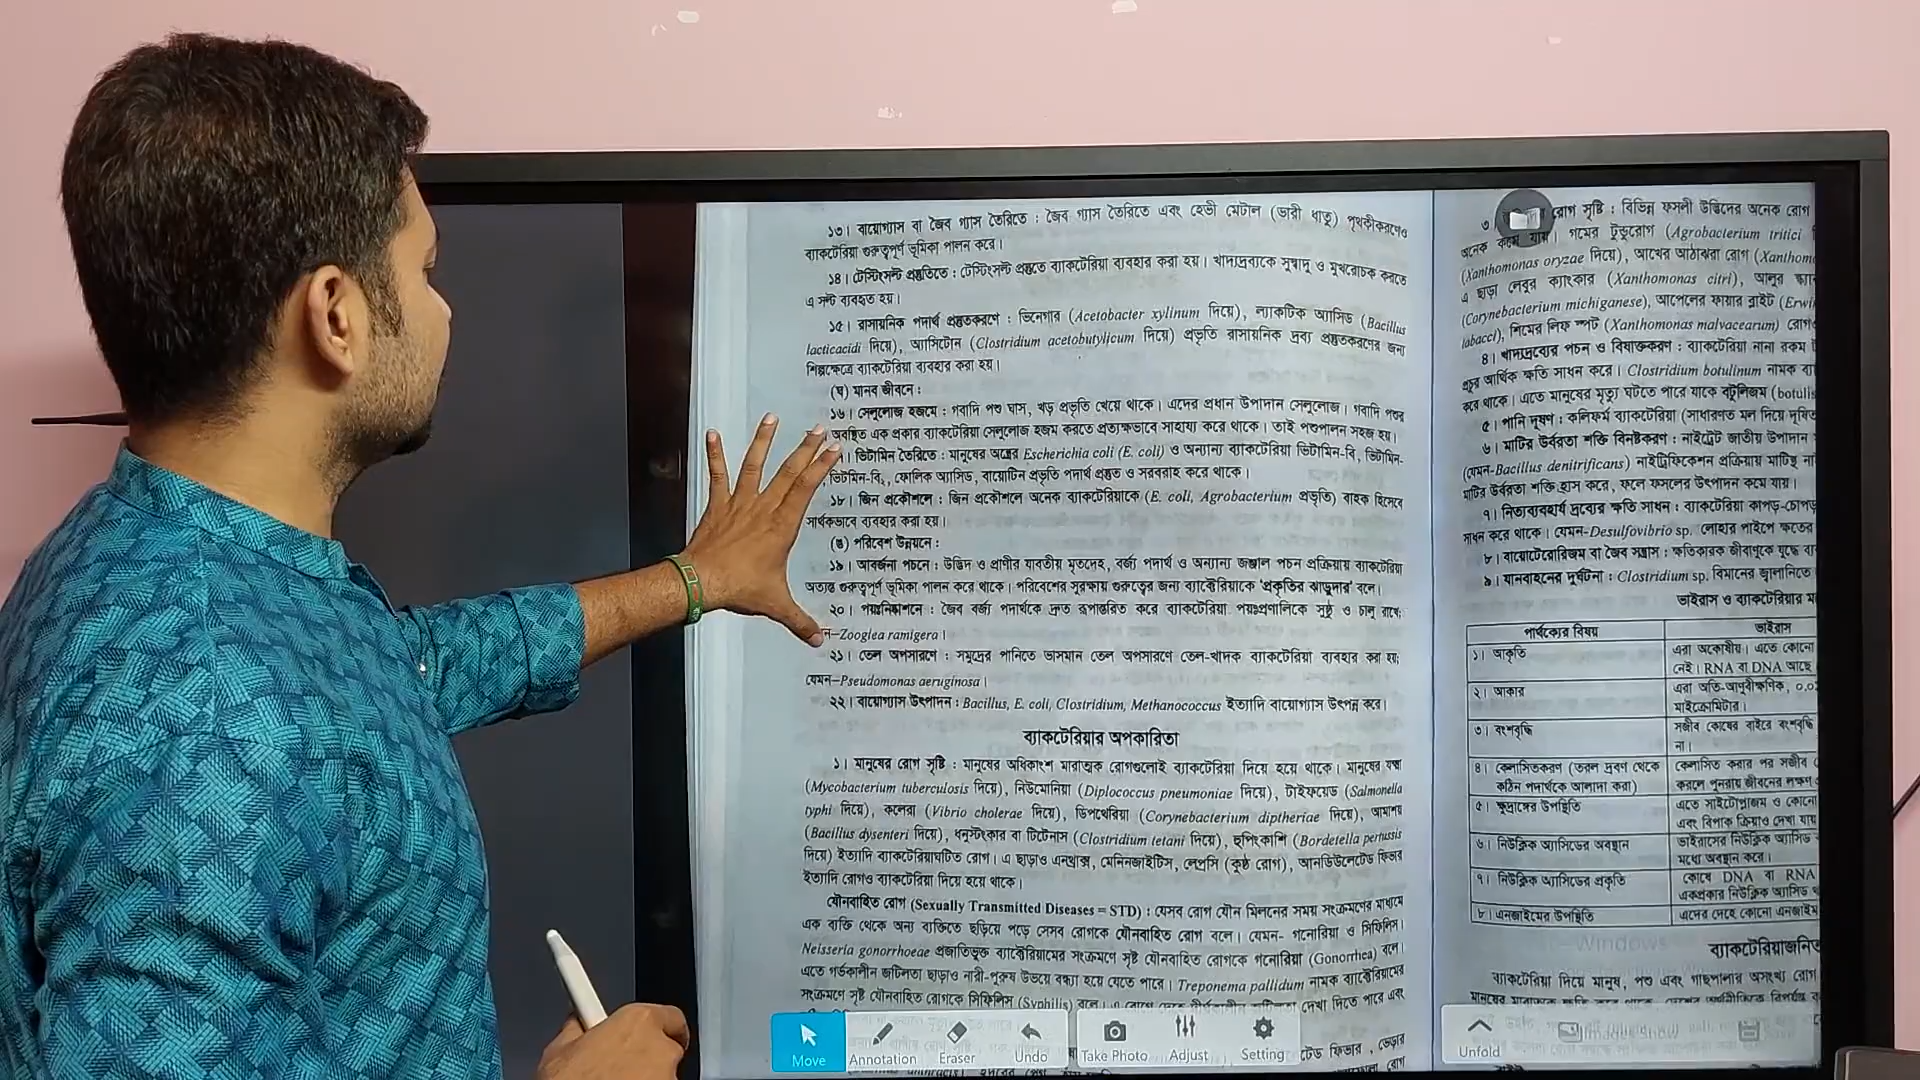 ১৩। বায়োগ্যাস বা জৈব গ্যাস তৈরিতে : জৈব গ্যাস তৈরিতে এবং হেভী মেটাল (ভারী ধাতু) পৃথকীকরণেও
ব্যাকটেরিয়া গুরুত্বপূর্ণ ভূমিকা পালন করে।
১৪। টেস্টিংসল্ট প্রস্তুতিতে : টেস্টিংসল্ট প্রস্তুতে ব্যাকটেরিয়া ব্যবহার করা হয়। খাদ্যদ্রব্যকে সুস্বাদু ও মুখরোচক করতে
এ সল্ট ব্যবহৃত হয়।
১৫। রাসায়নিক পদার্থ প্রস্তুতকরণে : ভিনেগার (Acetobacter xylinum দিয়ে), ল্যাকটিক অ্যাসিড (Bacillus
lacticacidi দিয়ে), অ্যাসিটোন (Clostridium acetobutylicum দিয়ে) প্রভৃতি রাসায়নিক দ্রব্য প্রস্তুতকরণের জন্য
শিল্পক্ষেত্রে ব্যাকটেরিয়া ব্যবহার করা হয়।
(ঘ) মানব জীবনে :
১৬। সেলুলোজ হজমে : গবাদি পশু ঘাস, খড় প্রভৃতি খেয়ে থাকে। এদের প্রধান উপাদান সেলুলোজ। গবাদি পশুর
অবস্থিত এক প্রকার ব্যাকটেরিয়া সেলুলোজ হজম করতে প্রত্যক্ষভাবে সাহায্য করে থাকে। তাই পশুপালন সহজ হয়।
। ভিটামিন তৈরিতে : মানুষের অন্ত্রের Escherichia coli (E. coli) ও অন্যান্য ব্যাকটেরিয়া ভিটামিন-বি, ভিটামিন-
ভিটামিন-বি₂, ফোলিক অ্যাসিড, বায়োটিন প্রভৃতি পদার্থ প্রস্তুত ও সরবরাহ করে থাকে।
১৮। জিন প্রকৌশলে : জিন প্রকৌশলে অনেক ব্যাকটেরিয়াকে (E. coli, Agrobacterium প্রভৃতি) বাহক হিসেবে
সার্থকভাবে ব্যবহার করা হয়।
(ঙ) পরিবেশ উন্নয়নে :
১৯। আবর্জনা পচনে : উদ্ভিদ ও প্রাণীর যাবতীয় মৃতদেহ, বর্জ্য পদার্থ ও অন্যান্য জঞ্জাল পচন প্রক্রিয়ায় ব্যাকটেরিয়া
অত্যন্ত গুরুত্বপূর্ণ ভূমিকা পালন করে থাকে। পরিবেশের সুরক্ষায় গুরুত্বের জন্য ব্যাক্টেরিয়াকে 'প্রকৃতির ঝাড়ুদার' বলে।
২০। পয়ঃনিষ্কাশনে : জৈব বর্জ্য পদার্থকে দ্রুত রূপান্তরিত করে ব্যাকটেরিয়া পয়ঃপ্রণালিকে সুষ্ঠু ও চালু রাখে;
ন–Zooglea ramigera।
২১। তেল অপসারণে : সমুদ্রের পানিতে ভাসমান তেল অপসারণে তেল-খাদক ব্যাকটেরিয়া ব্যবহার করা হয়;
যেমন–Pseudomonas aeruginosa।
২২। বায়োগ্যাস উৎপাদন : Bacillus, E. coli, Clostridium, Methanococcus ইত্যাদি বায়োগ্যাস উৎপন্ন করে।
ব্যাকটেরিয়ার অপকারিতা
১। মানুষের রোগ সৃষ্টি : মানুষের অধিকাংশ মারাত্মক রোগগুলোই ব্যাকটেরিয়া দিয়ে হয়ে থাকে। মানুষের যক্ষ্মা
(Mycobacterium tuberculosis দিয়ে), নিউমোনিয়া (Diplococcus pneumoniae দিয়ে), টাইফয়েড (Salmonella
typhi দিয়ে), কলেরা (Vibrio cholerae দিয়ে), ডিপথেরিয়া (Corynebacterium diptheriae দিয়ে), আমাশয়
(Bacillus dysenteri দিয়ে), ধনুস্টংকার বা টিটেনাস (Clostridium tetani দিয়ে), হুপিংকাশি (Bordetella pertussis
দিয়ে) ইত্যাদি ব্যাকটেরিয়াঘটিত রোগ। এ ছাড়াও এনথ্রাক্স, মেনিনজাইটিস, লেপ্রসি (কুষ্ঠ রোগ), আনডিউলেটেড ফিভার
ইত্যাদি রোগও ব্যাকটেরিয়া দিয়ে হয়ে থাকে।
যৌনবাহিত রোগ (Sexually Transmitted Diseases = STD) : যেসব রোগ যৌন মিলনের সময় সংক্রমণের মাধ্যমে
এক ব্যক্তি থেকে অন্য ব্যক্তিতে ছড়িয়ে পড়ে সেসব রোগকে যৌনবাহিত রোগ বলে। যেমন- গনোরিয়া ও সিফিলিস।
Neisseria gonorrhoeae প্রজাতিভুক্ত ব্যাক্টেরিয়ামের সংক্রমণে সৃষ্ট যৌনবাহিত রোগকে গনোরিয়া (Gonorrhea) বলে।
এতে গর্ভকালীন জটিলতা ছাড়াও নারী-পুরুষ উভয়ে বন্ধ্যা হয়ে যেতে পারে। Treponema pallidum নামক ব্যাক্টেরিয়ামের
সংক্রমণে সৃষ্ট যৌনবাহিত রোগকে সিফিলিস (Syphilis) বলে। এ রোগে দেখা দিতে পারে এবং
টেড ফিভার, ভেড়ার
রোগ
রোগ সৃষ্টি : বিভিন্ন ফসলী উদ্ভিদের অনেক রোগ
অনেক কমে যায়। গমের টুন্ডুরোগ (Agrobacterium tritici
(Xanthomonas oryzae দিয়ে), আখের আঠাঝরা রোগ (Xanthom
এ ছাড়া লেবুর ক্যাংকার (Xanthomonas citri), আলুর
(Corynebacterium michiganese), আপেলের ফায়ার ব্লাইট (Erwi
tabacci), শিমের লিফ স্পট (Xanthomonas malvacearum) রোগ
৪। খাদ্যদ্রব্যের পচন ও বিষাক্তকরণ : ব্যাকটেরিয়া নানা রকম
প্রচুর আর্থিক ক্ষতি সাধন করে। Clostridium botulinum নামক ব্যা
করে থাকে। এতে মানুষের মৃত্যু ঘটতে পারে যাকে বটুলিজম (botulis
৫। পানি দূষণ : কলিফর্ম ব্যাকটেরিয়া (সাধারণত মল দিয়ে দূষিত
৬। মাটির উর্বরতা শক্তি বিনষ্টকরণ : নাইট্রেট জাতীয় উপাদান
(যেমন-Bacillus denitrificans) নাইট্রিফিকেশন প্রক্রিয়ায় মাটিস্থ না
মাটির উর্বরতা শক্তি হ্রাস করে, ফলে ফসলের উৎপাদন কমে যায়।
৭। নিত্যব্যবহার্য দ্রব্যের ক্ষতি সাধন : ব্যাকটেরিয়া কাপড়-চোপড়
সাধন করে থাকে। যেমন-Desulfovibrio sp. লোহার পাইপে ক্ষতের
৮। বায়োটেরোরিজম বা জৈব সন্ত্রাস : ক্ষতিকারক জীবাণুকে যুদ্ধে ব্য
৯। যানবাহনের দুর্ঘটনা : Clostridium sp. বিমানের জ্বালানিতে
ভাইরাস ও ব্যাকটেরিয়ার ম
পার্থক্যের বিষয় ভাইরাস
১। আকৃতি এরা অকোষীয়। এতে কোনো
নেই। RNA বা DNA আছে
২। আকার এরা অতি-আণুবীক্ষণিক, ০.০
মাইক্রোমিটার।
৩। বংশবৃদ্ধি সজীব কোষের বাইরে বংশবৃদ্ধি
না।
৪। কেলাসিতকরণ (তরল দ্রবণ থেকে কেলাসিত করার পর সজীব
কঠিন পদার্থকে আলাদা করা) করলে পুনরায় জীবনের লক্ষণ
৫। ক্ষুদ্রাঙ্গের উপস্থিতি এতে সাইটোপ্লাজম ও কোনো
এবং বিপাক ক্রিয়াও দেখা যায়
৬। নিউক্লিক অ্যাসিডের অবস্থান ভাইরাসের নিউক্লিক অ্যাসিড
মধ্যে অবস্থান করে।
৭। নিউক্লিক অ্যাসিডের প্রকৃতি কোষে DNA বা RNA
একপ্রকার নিউক্লিক অ্যাসিড
৮। এনজাইমের উপস্থিতি এদের দেহে কোনো এনজাইম
Windows
ব্যাকটেরিয়াজনিত
ব্যাকটেরিয়া দিয়ে মানুষ, পশু এবং গাছপালার অসংখ্য রোগ
Move Annotation Eraser Undo Take Photo Adjust Setting Unfold Images show